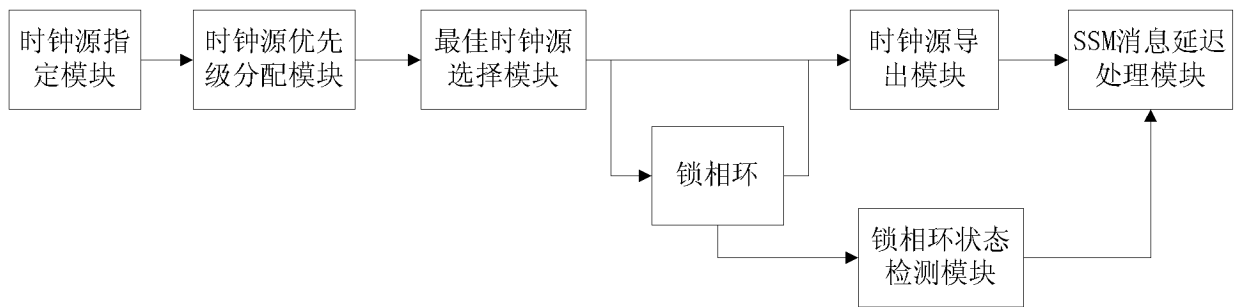 时钟源指
定模块
时钟源优先
级分配模块
最佳时钟源
选择模块
时钟源导
出模块
SSM消息延迟
处理模块
锁相环
锁相环状态
检测模块